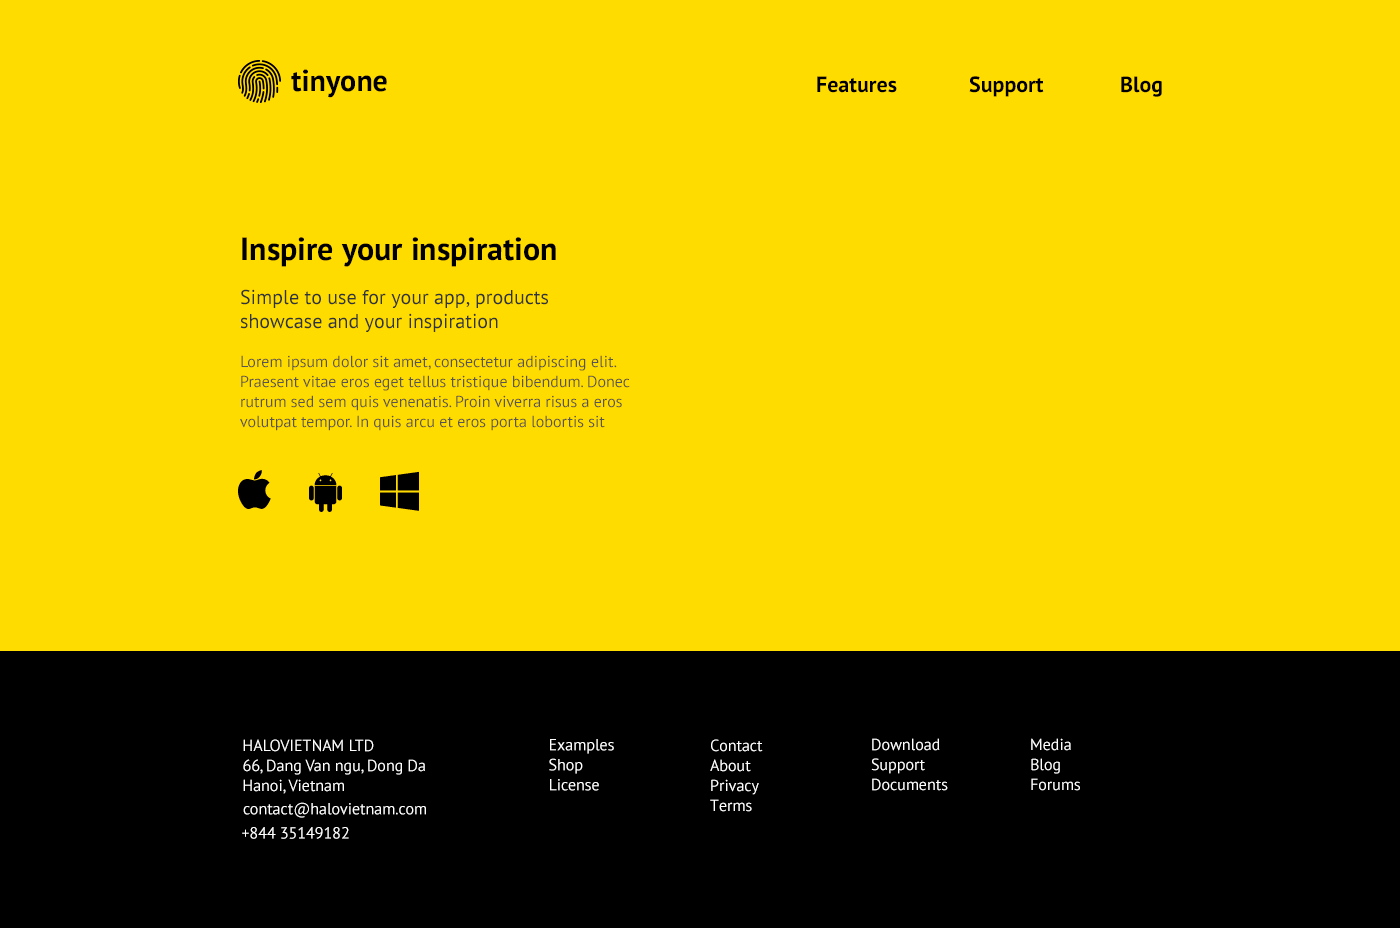 tinyone
Features
Support
Blog
Inspire your inspiration
Simple to use for your app, products
showcase and your inspiration
Lorem ipsum dolor sit amet, consectetur adipiscing elit.
Praesent vitae eros eget tellus tristique bibendum. Donec
rutrum sed sem quis venenatis. Proin viverra risus a eros
volutpat tempor. In quis arcu et eros porta lobortis sit
HALOVIETNAM LTD
66, Dang Van ngu, Dong Da
Hanoi, Vietnam
contact@halovietnam.com
+844 35149182
Examples
Shop
License
Contact
About
Privacy
Terms
Download
Support
Documents
Media
Blog
Forums